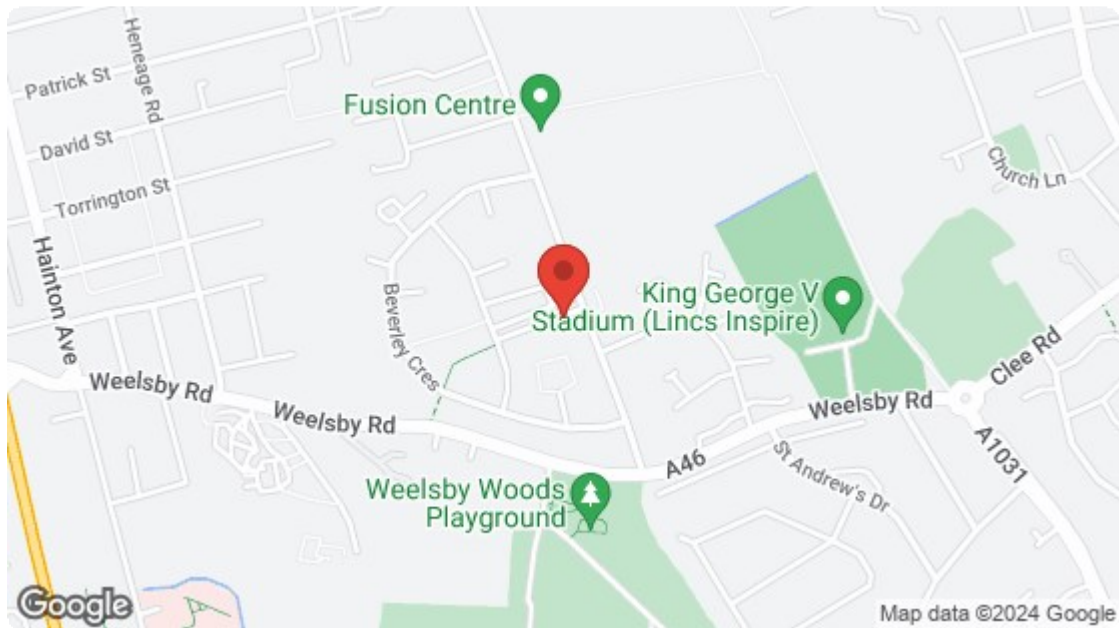 Patrick St
Heneage Rd
Fusion Centre
David St
Church Ln
Torrington St
Hainton Ave
King George V
Stadium (Lincs Inspire)
Beverley Cres
Clee Rd
Weelsby Rd
Weelsby Rd
Weelsby Rd
A46
A1031
St Andrew's Dr
Weelsby Woods
Playground
Google
Map data ©2024 Google